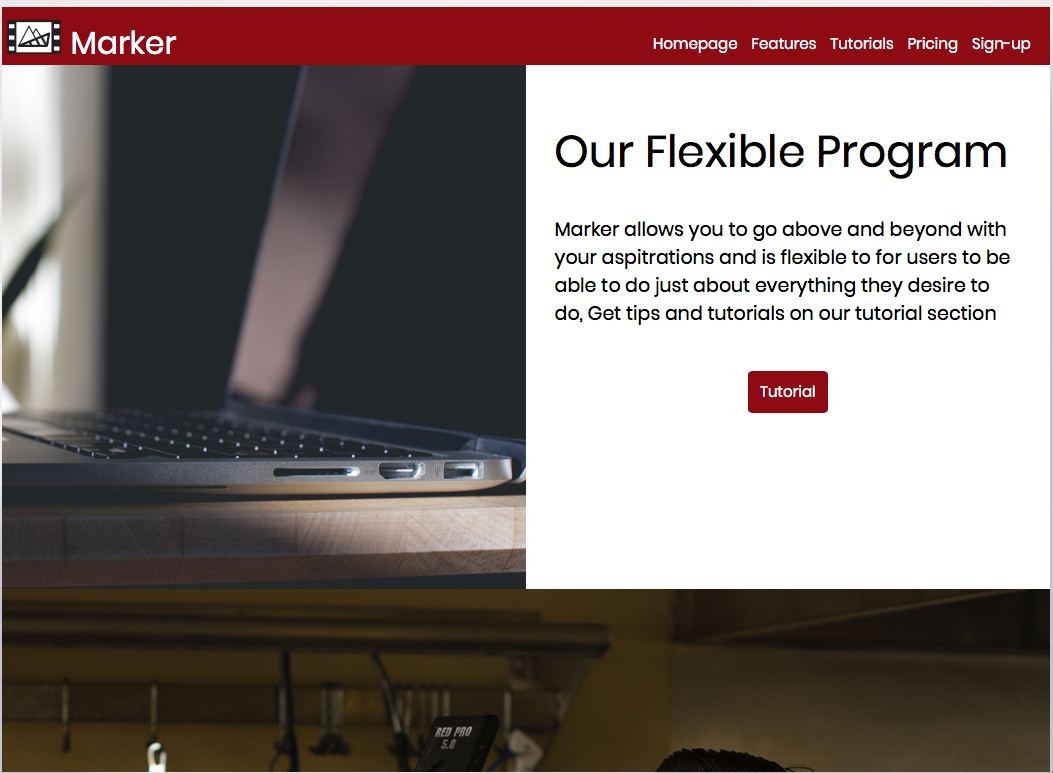 Marker
Homepage Features Tutorials Pricing Sign-up
Our Flexible Program
Marker allows you to go above and beyond with
your aspitrations and is flexible to for users to be
able to do just about everything they desire to
do, Get tips and tutorials on our tutorial section
Tutorial
RED PRO
5.0